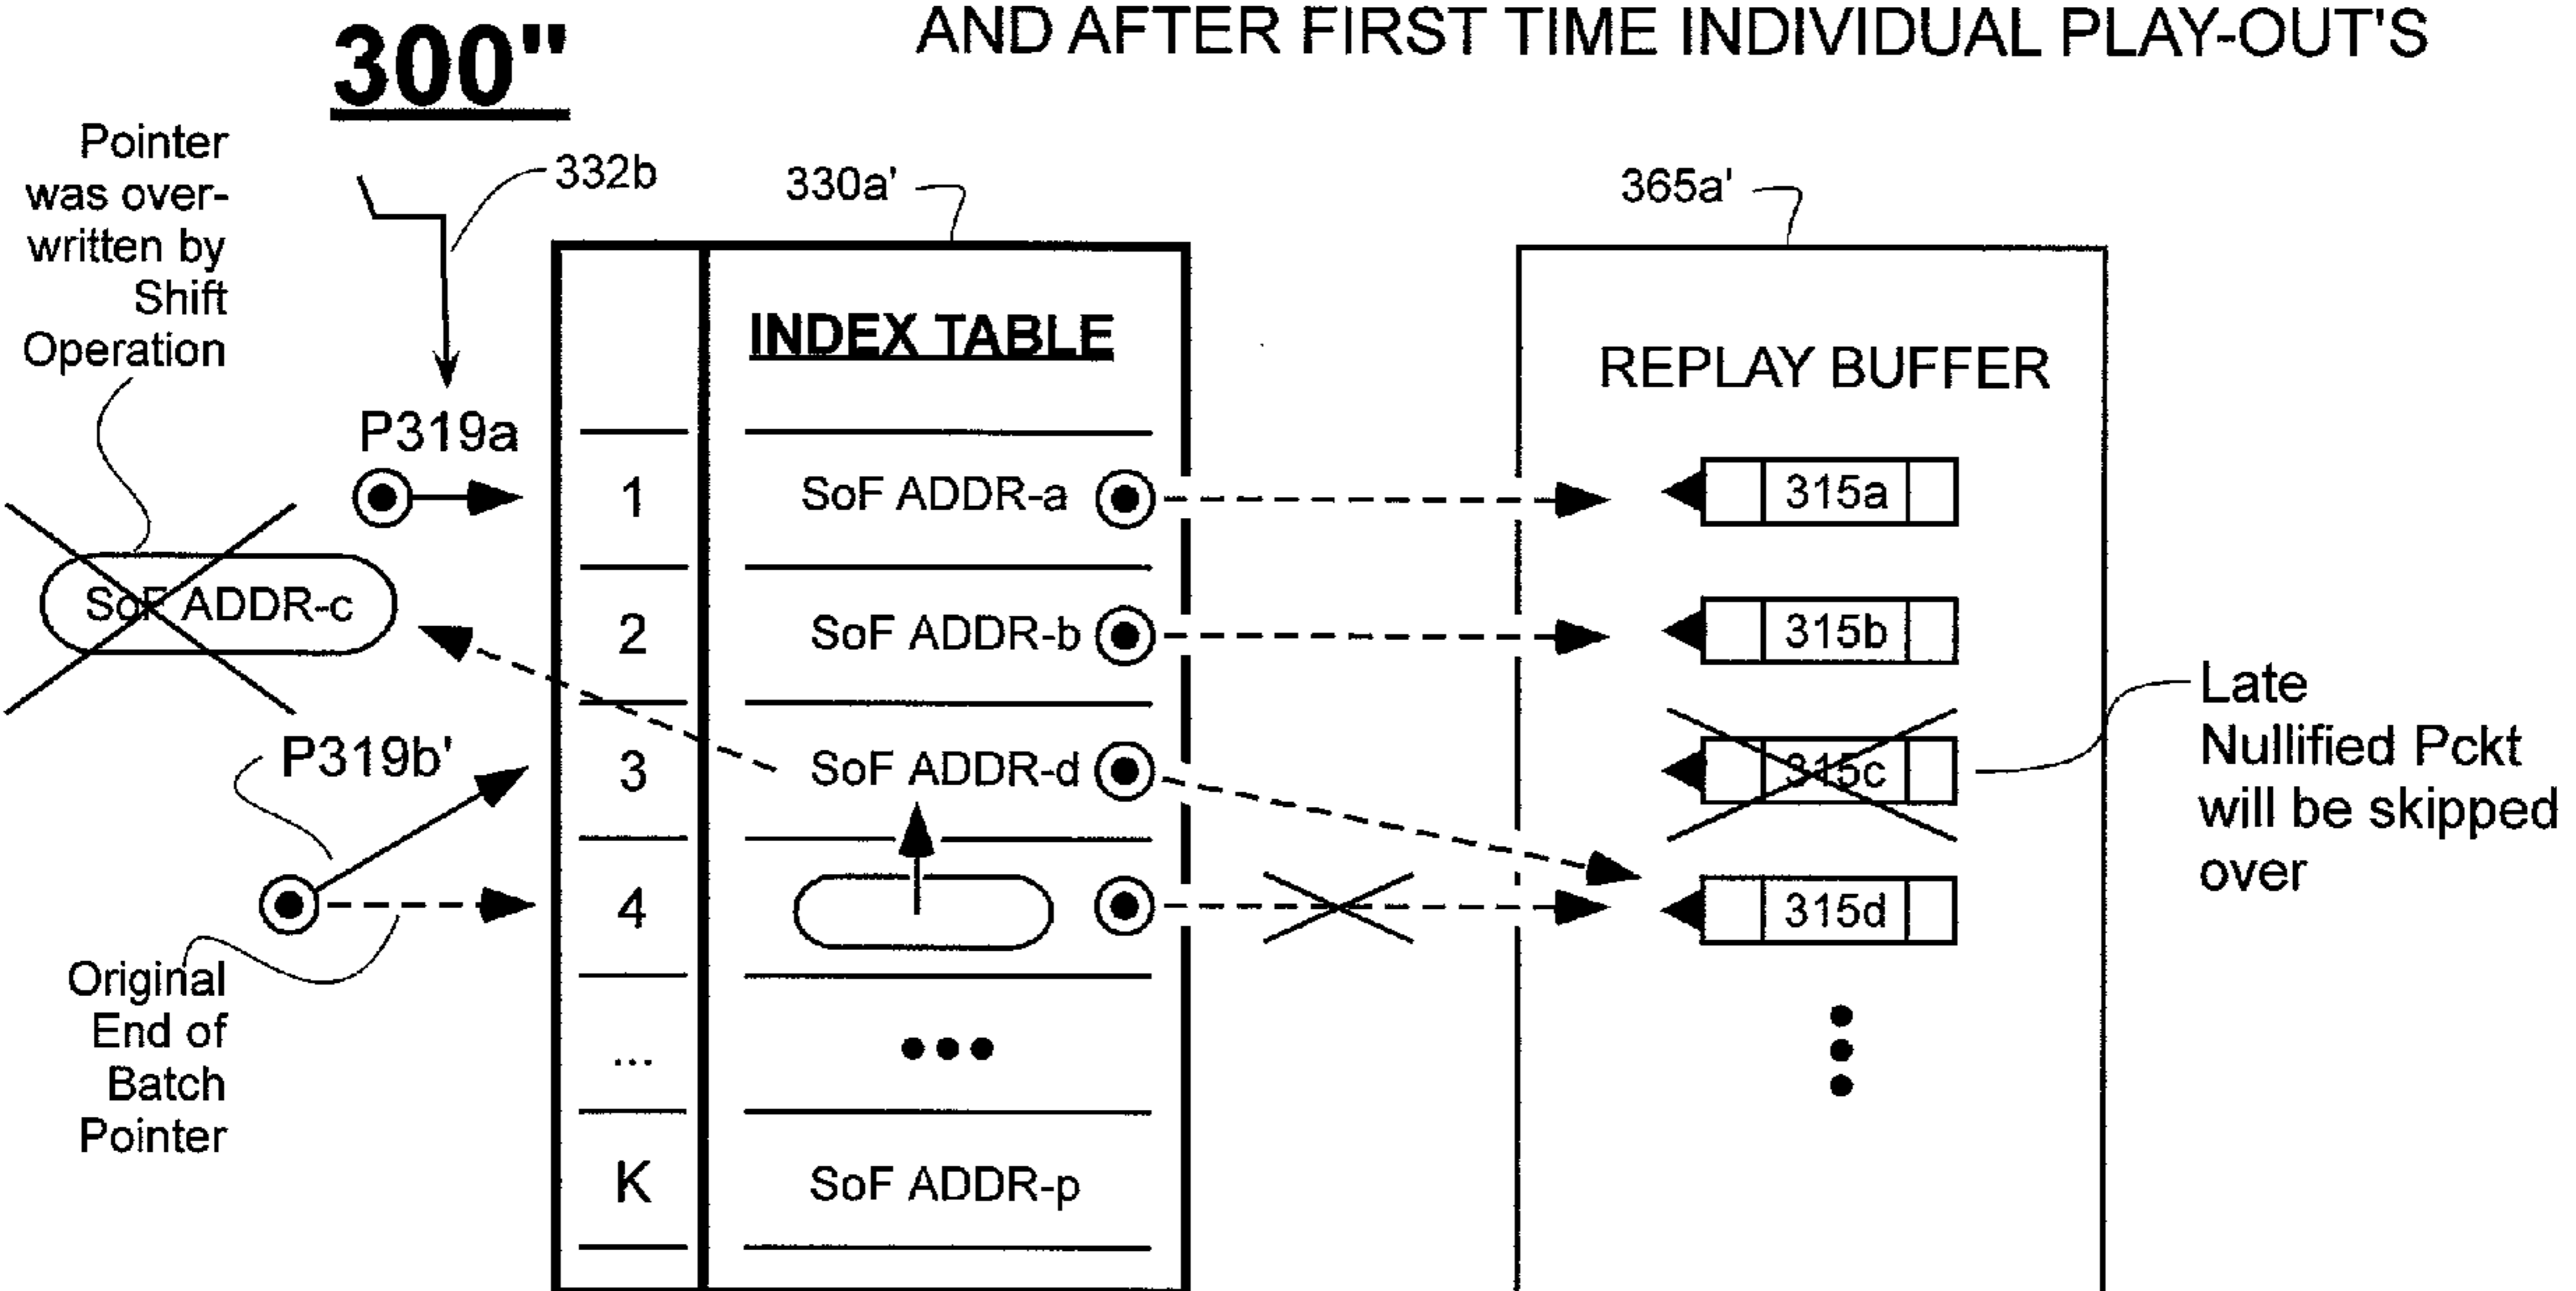 300"
AND AFTER FIRST TIME INDIVIDUAL PLAY-OUT'S
Pointer
was over-
written by
Shift
Operation
332b
330a'
365a'
INDEX TABLE
REPLAY BUFFER
P319a
1
SoF ADDR-a
315a
SoF ADDR-c
2
SoF ADDR-b
315b
P319b'
3
SoF ADDR-d
315c
Late
Nullified Pckt
will be skipped
over
4
315d
Original
End of
Batch
Pointer
...
K
SoF ADDR-p